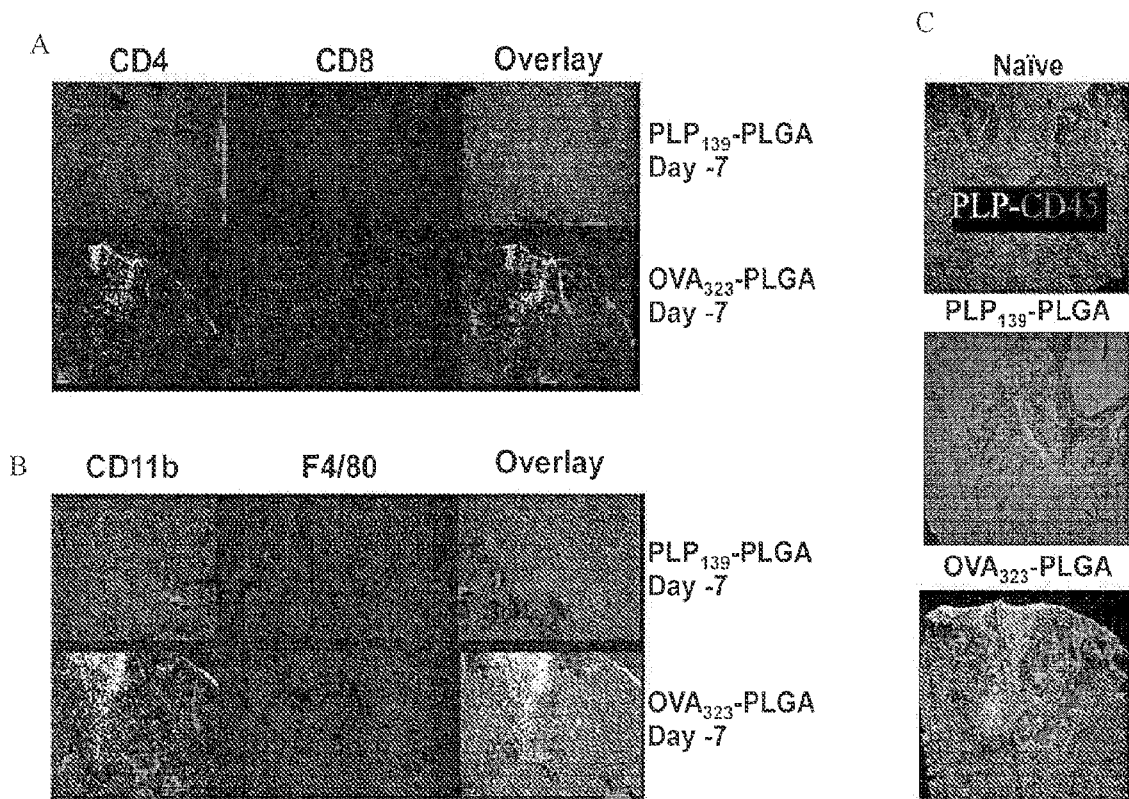 A
CD4 CD8 Overlay
PLP₁₃₉-PLGA
Day -7
OVA₃₂₃-PLGA
Day -7
B
CD11b F4/80 Overlay
PLP₁₃₉-PLGA
Day -7
OVA₃₂₃-PLGA
Day -7
C
Naïve
PLP-CD45
PLP₁₃₉-PLGA
OVA₃₂₃-PLGA